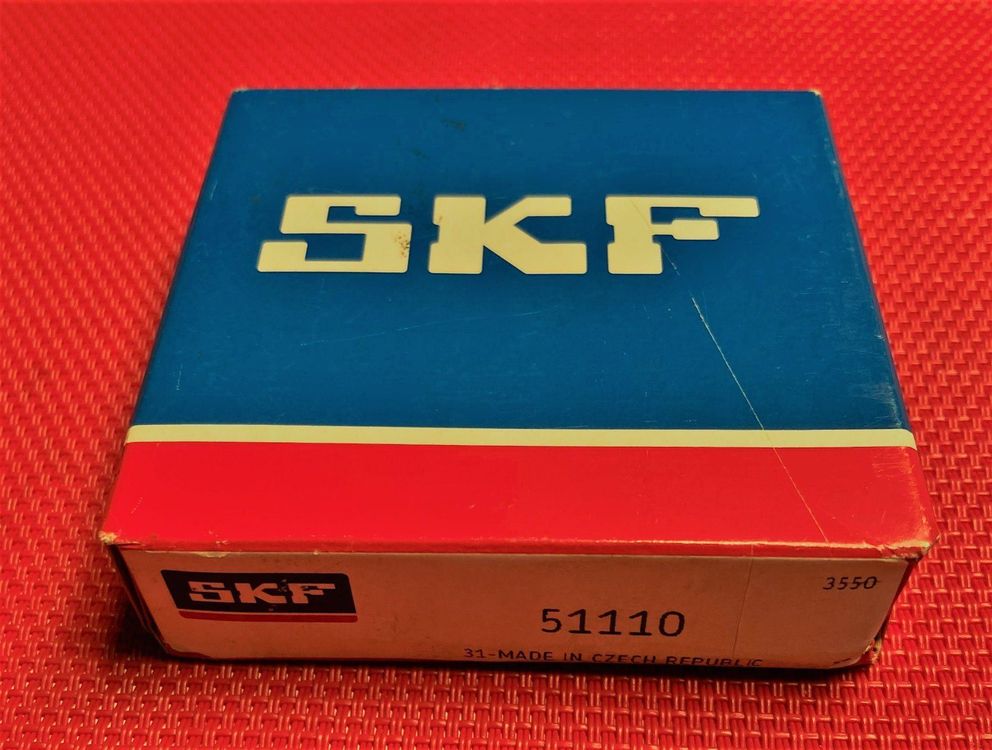 SKF
SKF
3550
51110
31-MADE IN CZECH REPUBLIC